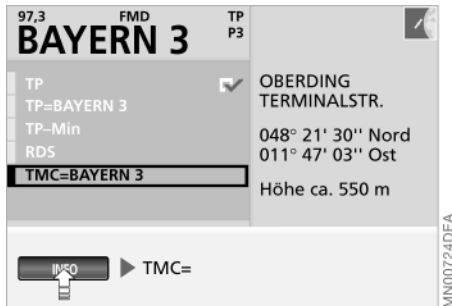 97,3 FMD TP
BAYERN 3 P3
TP
TP=BAYERN 3
TP–Min
RDS
TMC=BAYERN 3
OBERDING
TERMINALSTR.
048° 21' 30'' Nord
011° 47' 03'' Ost
Höhe ca. 550 m
INFO TMC=
MN00724DEA